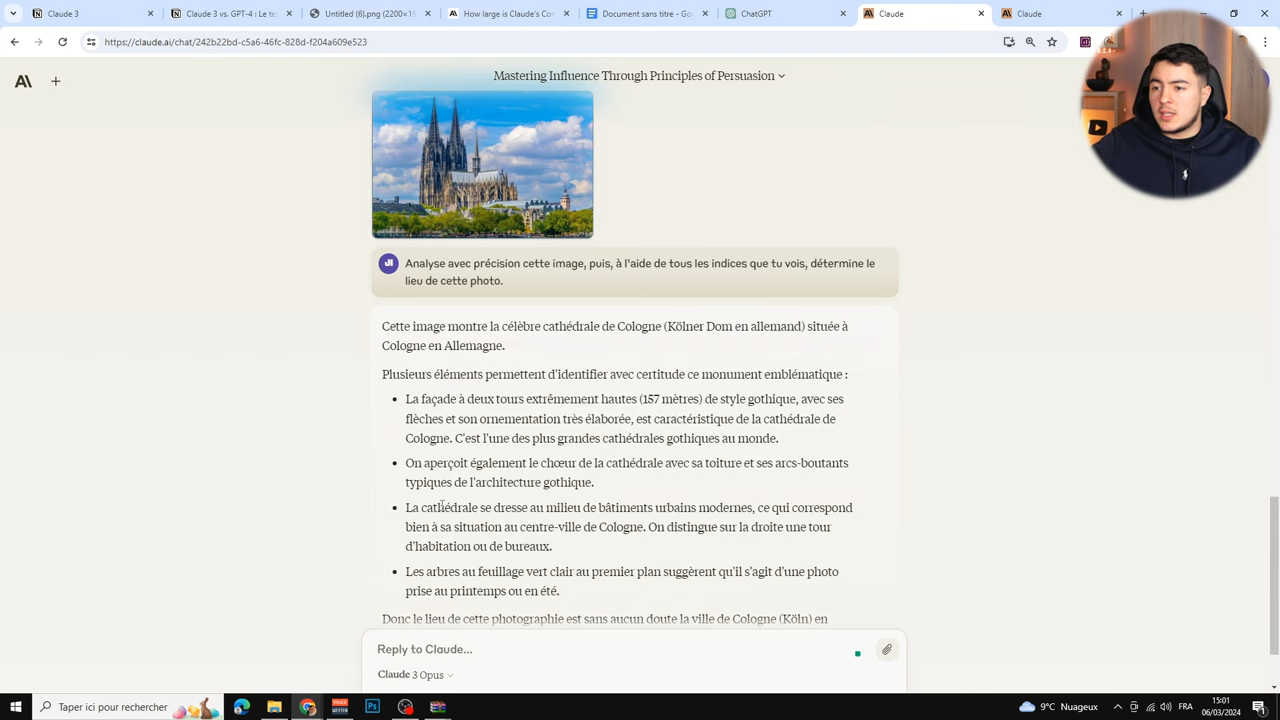 Claude 3
Claude 3 vs. GPT-4 : Le te
Untitled (6).png (2200×19
How large is Claude's Con
Document sans titre - Goo
ChatGPT
Claude
Claude
https://claude.ai/chat/242b22bd-c5a6-46fc-828d-f204a609e523
Mastering Influence Through Principles of Persuasion
JI
Analyse avec précision cette image, puis, à l'aide de tous les indices que tu vois, détermine le
lieu de cette photo.
Cette image montre la célèbre cathédrale de Cologne (Kölner Dom en allemand) située à
Cologne en Allemagne.
Plusieurs éléments permettent d'identifier avec certitude ce monument emblématique :
• La façade à deux tours extrêmement hautes (157 mètres) de style gothique, avec ses
flèches et son ornementation très élaborée, est caractéristique de la cathédrale de
Cologne. C'est l'une des plus grandes cathédrales gothiques au monde.
• On aperçoit également le chœur de la cathédrale avec sa toiture et ses arcs-boutants
typiques de l'architecture gothique.
• La cathédrale se dresse au milieu de bâtiments urbains modernes, ce qui correspond
bien à sa situation au centre-ville de Cologne. On distingue sur la droite une tour
d'habitation ou de bureaux.
• Les arbres au feuillage vert clair au premier plan suggèrent qu'il s'agit d'une photo
prise au printemps ou en été.
Donc le lieu de cette photographie est sans aucun doute la ville de Cologne (Köln) en
Reply to Claude...
Claude 3 Opus
Taper ici pour rechercher
9°C Nuageux
FRA
15:01
06/03/2024